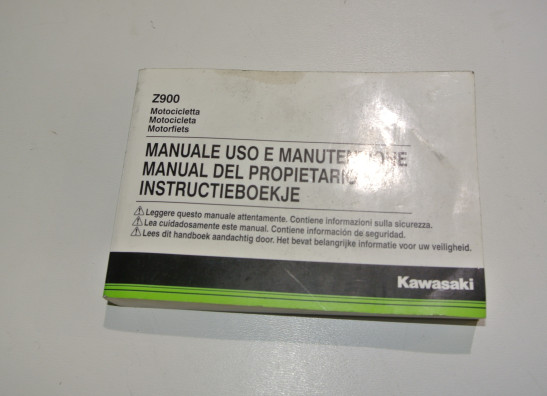 Z900
Motocicletta
Motocicleta
Motorfiets
MANUALE USO E MANUTENZIONE
MANUAL DEL PROPIETARIO
INSTRUCTIEBOEKJE
Leggere questo manuale attentamente. Contiene informazioni sulla sicurezza.
Lea cuidadosamente este manual. Contiene información de seguridad.
Lees dit handboek aandachtig door. Het bevat belangrijke informatie voor uw veiligheid.
Kawasaki